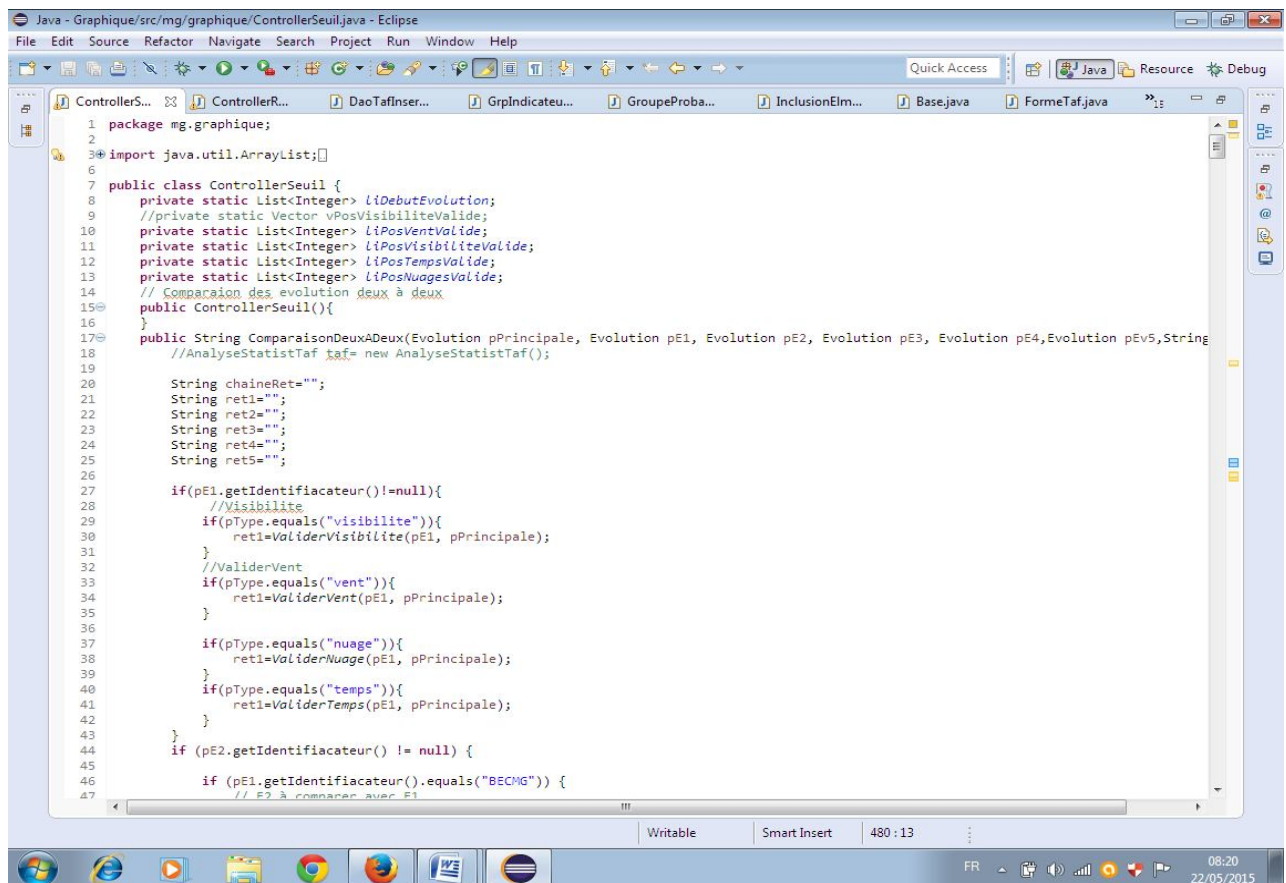 Java - Graphique/src/mg/graphique/ControllerSeuil.java - Eclipse
File Edit Source Refactor Navigate Search Project Run Window Help
Quick Access Java Resource Debug
ControllerS... ControllerR... DaoTafInser... GrpIndicateu... GroupeProba... InclusionElm... Base.java FormeTaf.java »15
1 package mg.graphique;
2
3 import java.util.ArrayList;
6
7 public class ControllerSeuil {
8 private static List<Integer> liDebutEvolution;
9 //private static Vector vPosVisibiliteValide;
10 private static List<Integer> liPosVentValide;
11 private static List<Integer> liPosVisibiliteValide;
12 private static List<Integer> liPosTempsValide;
13 private static List<Integer> liPosNuagesValide;
14 // Comparaion des evolution deux à deux
15 public ControllerSeuil(){
16 }
17 public String ComparaisonDeuxADeux(Evolution pPrincipale, Evolution pE1, Evolution pE2, Evolution pE3, Evolution pE4,Evolution pEv5,String
18 //AnalyseStatistTaf taf= new AnalyseStatistTaf();
19
20 String chaineRet="";
21 String ret1="";
22 String ret2="";
23 String ret3="";
24 String ret4="";
25 String ret5="";
26
27 if(pE1.getIdentifiacateur()!=null){
28 //Visibilite
29 if(pType.equals("visibilite")){
30 ret1=ValiderVisibilite(pE1, pPrincipale);
31 }
32 //ValiderVent
33 if(pType.equals("vent")){
34 ret1=ValiderVent(pE1, pPrincipale);
35 }
36
37 if(pType.equals("nuage")){
38 ret1=ValiderNuage(pE1, pPrincipale);
39 }
40 if(pType.equals("temps")){
41 ret1=ValiderTemps(pE1, pPrincipale);
42 }
43 }
44 if (pE2.getIdentifiacateur() != null) {
45
46 if (pE1.getIdentifiacateur().equals("BECMG")) {
47 // E2 à comparer avec E1
Writable Smart Insert 480 : 13
FR 08:20
22/05/2015